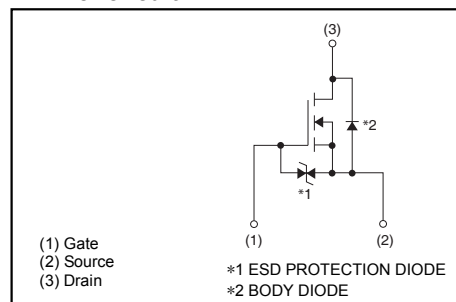 (3)
*2
*1
(1)
(2)
(1) Gate
(2) Source
(3) Drain
*1 ESD PROTECTION DIODE
*2 BODY DIODE